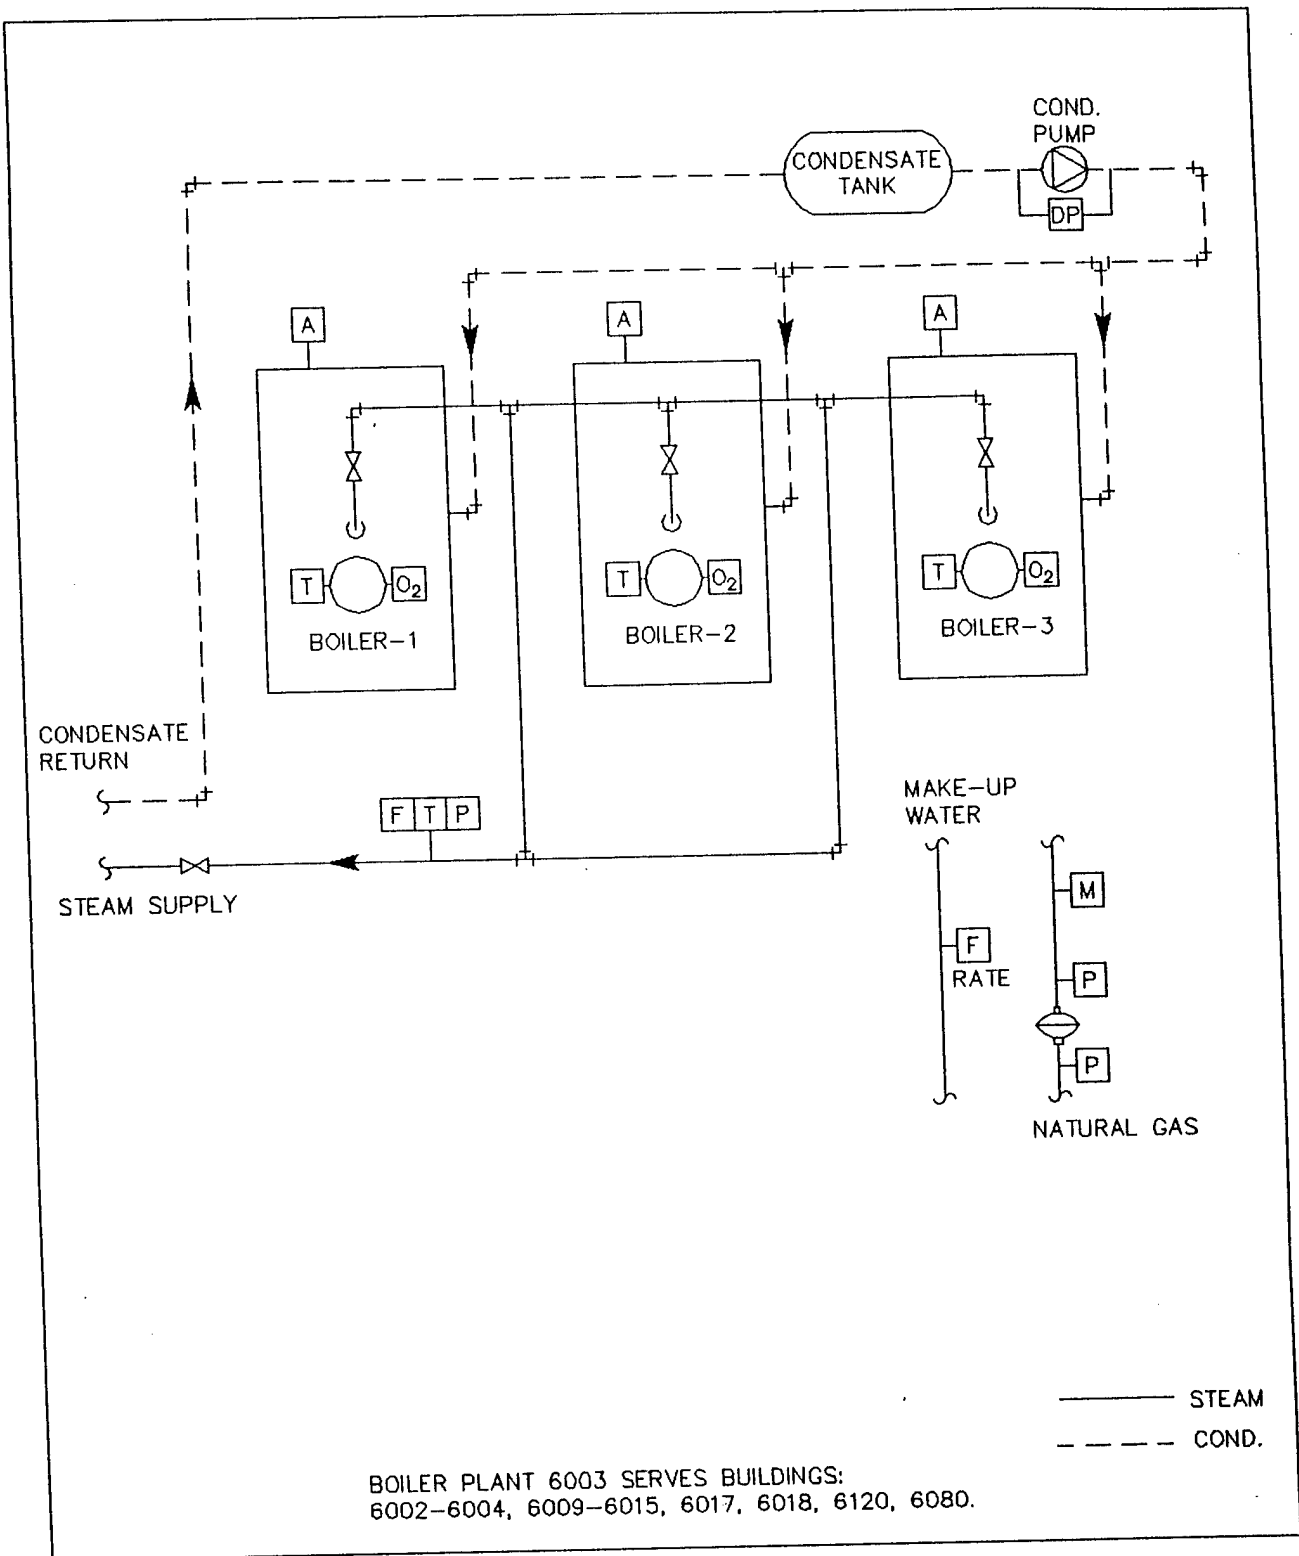 COND.
PUMP
CONDENSATE
TANK
DP
A
A
A
T
O2
T
O2
T
O2
BOILER-1
BOILER-2
BOILER-3
CONDENSATE
RETURN
F T P
STEAM SUPPLY
MAKE-UP
WATER
M
F
RATE
P
P
NATURAL GAS
STEAM
COND.
BOILER PLANT 6003 SERVES BUILDINGS:
6002-6004, 6009-6015, 6017, 6018, 6120, 6080.